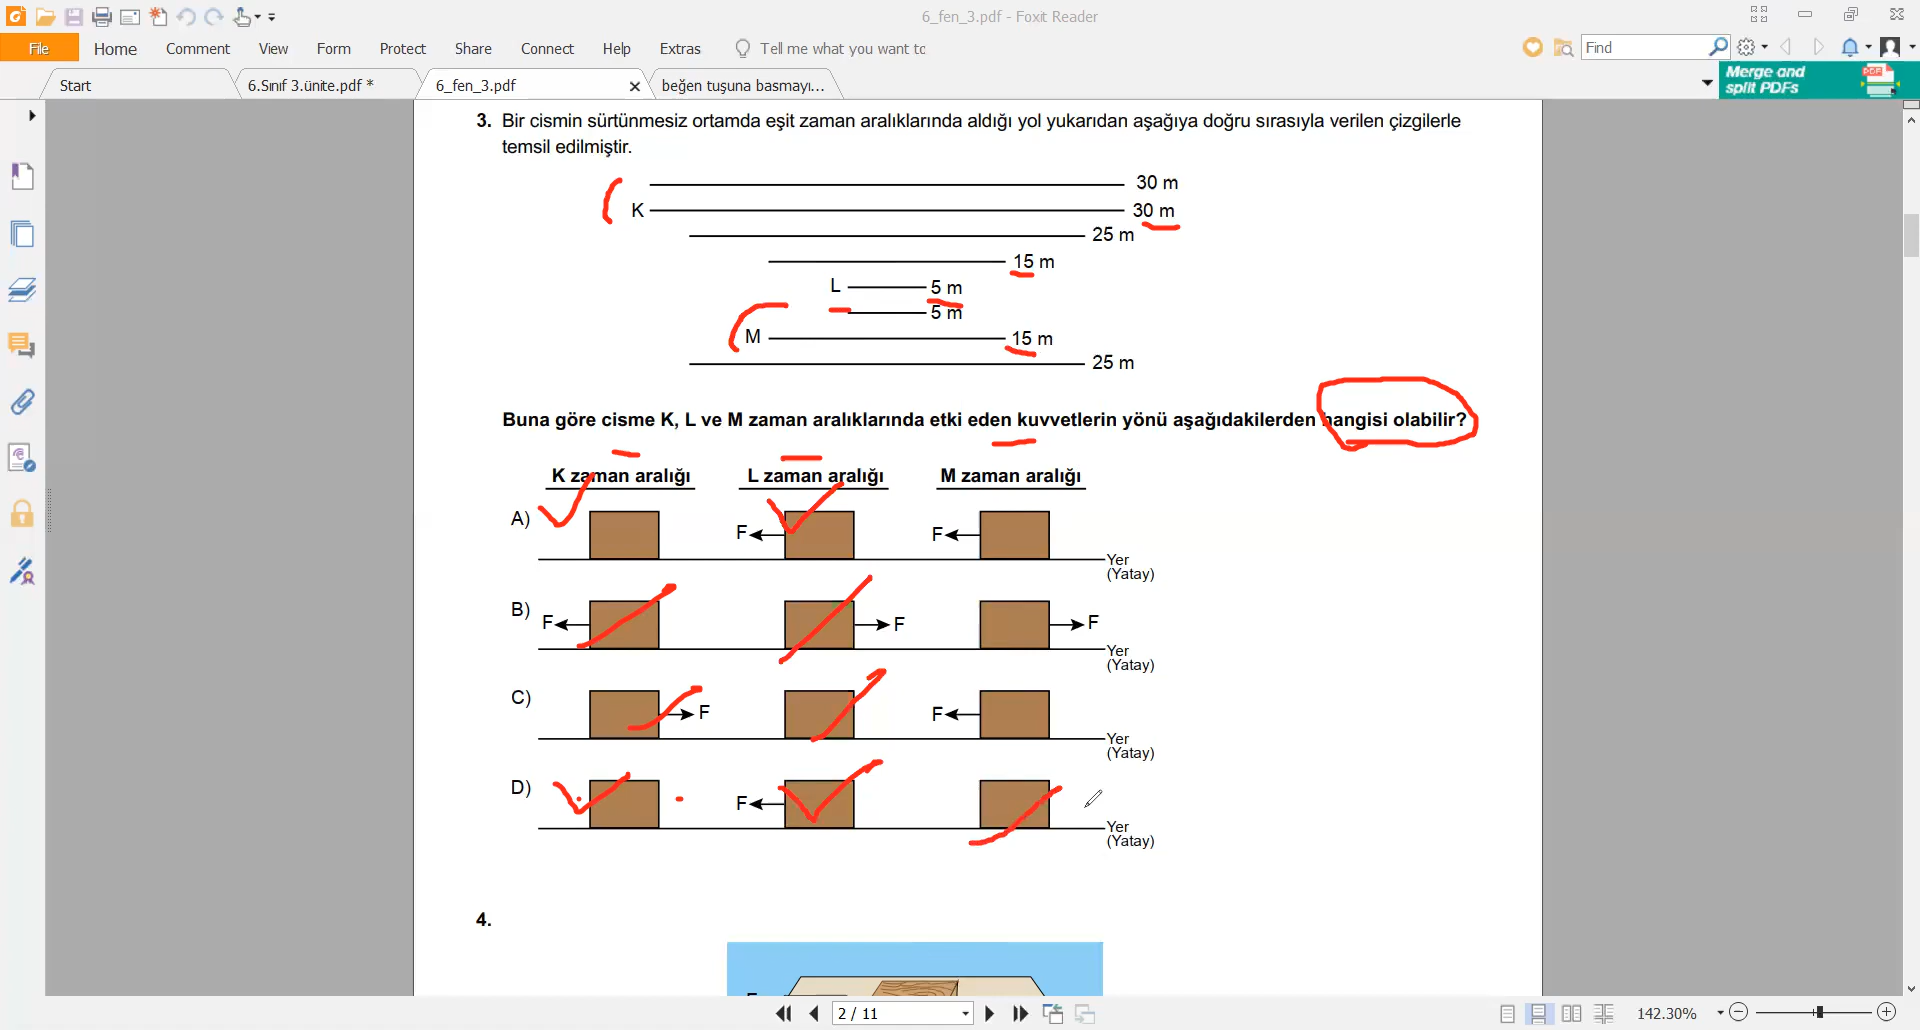 6_fen_3.pdf - Foxit Reader
File Home Comment View Form Protect Share Connect Help Extras Tell me what you want to Find
Start 6.Sınıf 3.ünite.pdf * 6_fen_3.pdf beğen tuşuna basmayı... Merge and split PDFs
3. Bir cismin sürtünmesiz ortamda eşit zaman aralıklarında aldığı yol yukarıdan aşağıya doğru sırasıyla verilen çizgilerle
temsil edilmiştir.
30 m
K 30 m
25 m
15 m
L 5 m
5 m
M 15 m
25 m
Buna göre cisme K, L ve M zaman aralıklarında etki eden kuvvetlerin yönü aşağıdakilerden hangisi olabilir?
K zaman aralığı L zaman aralığı M zaman aralığı
A) F F Yer
(Yatay)
B) F F F Yer
(Yatay)
C) F F Yer
(Yatay)
D) F Yer
(Yatay)
4.
2 / 11 142.30%